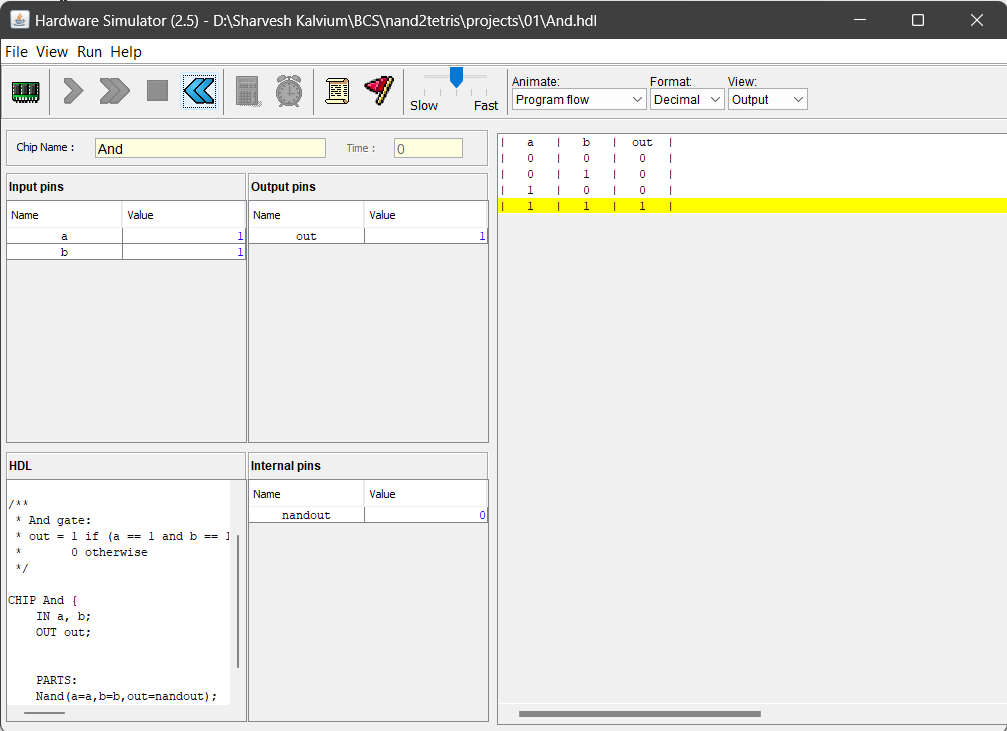 Hardware Simulator (2.5) - D:\Sharvesh Kalvium\BCS\nand2tetris\projects\01\And.hdl
File View Run Help
Slow Fast
Animate: Format: View:
Program flow Decimal Output
Chip Name : And Time : 0
Input pins
Name Value
a 1
b 1
Output pins
Name Value
out 1
HDL
/**
* And gate:
* out = 1 if (a == 1 and b == 1
* 0 otherwise
*/
CHIP And {
IN a, b;
OUT out;
PARTS:
Nand(a=a,b=b,out=nandout);
Internal pins
Name Value
nandout 0
| a | b | out |
| 0 | 0 | 0 |
| 0 | 1 | 0 |
| 1 | 0 | 0 |
| 1 | 1 | 1 |